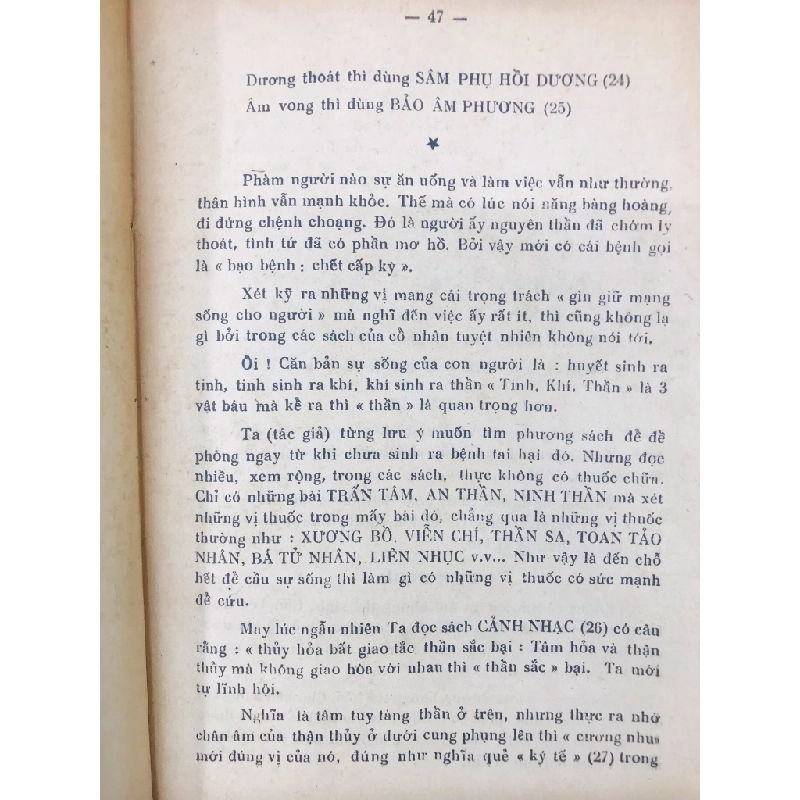 — 47 —
Dương thoát thì dùng SÂM PHỤ HỒI DƯƠNG (24)
Âm vong thì dùng BẢO ÂM PHƯƠNG (25)
★
Phàm người nào sự ăn uống và làm việc vẫn như thường,
thân hình vẫn mạnh khỏe. Thế mà có lúc nói năng bàng hoàng,
đi đứng chệnh choạng. Đó là người ấy nguyên thần đã chớm ly
thoát, tình tứ đã có phần mơ hồ. Bởi vậy mới có cái bệnh gọi
là « bạo bệnh : chết cấp kỳ ».
Xét kỹ ra những vị mang cái trọng trách « gìn giữ mạng
sống cho người » mà nghĩ đến việc ấy rất ít, thì cũng không lạ
gì bởi trong các sách của cổ nhân tuyệt nhiên không nói tới.
Ôi ! Căn bản sự sống của con người là : huyết sinh ra
tinh, tinh sinh ra khí, khí sinh ra thần « Tinh, Khí, Thần » là 3
vật báu mà kể ra thì « thần » là quan trọng hơn.
Ta (tác giả) từng lưu ý muốn tìm phương sách để đề
phòng ngay từ khi chưa sinh ra bệnh tai hại đó. Nhưng đọc
nhiều, xem rộng, trong các sách, thực không có thuốc chữa.
Chỉ có những bài TRẤN TÂM, AN THẦN, NINH THẦN mà xét
những vị thuốc trong mấy bài đó, chẳng qua là những vị thuốc
thường như : XƯƠNG BỒ, VIỄN CHÍ, THẦN SA, TOAN TẢO
NHÂN, BÁ TỬ NHÂN, LIÊN NHỤC v.v... Như vậy là đến chỗ
hết để cầu sự sống thì làm gì có những vị thuốc có sức mạnh
để cứu.
May lúc ngẫu nhiên Ta đọc sách CẢNH NHẠC (26) có câu
rằng : « thủy hỏa bất giao tắc thần sắc bại : Tâm hỏa và thận
thủy mà không giao hòa với nhau thì « thần sắc » bại. Ta mới
tự lĩnh hội.
Nghĩa là tâm tuy tàng thần ở trên, nhưng thực ra nhờ
chân âm của thận thủy ở dưới cung phụng lên thì « cương nhu»
mới đúng vị của nó, đúng như nghĩa quẻ « ký tế » (27) trong